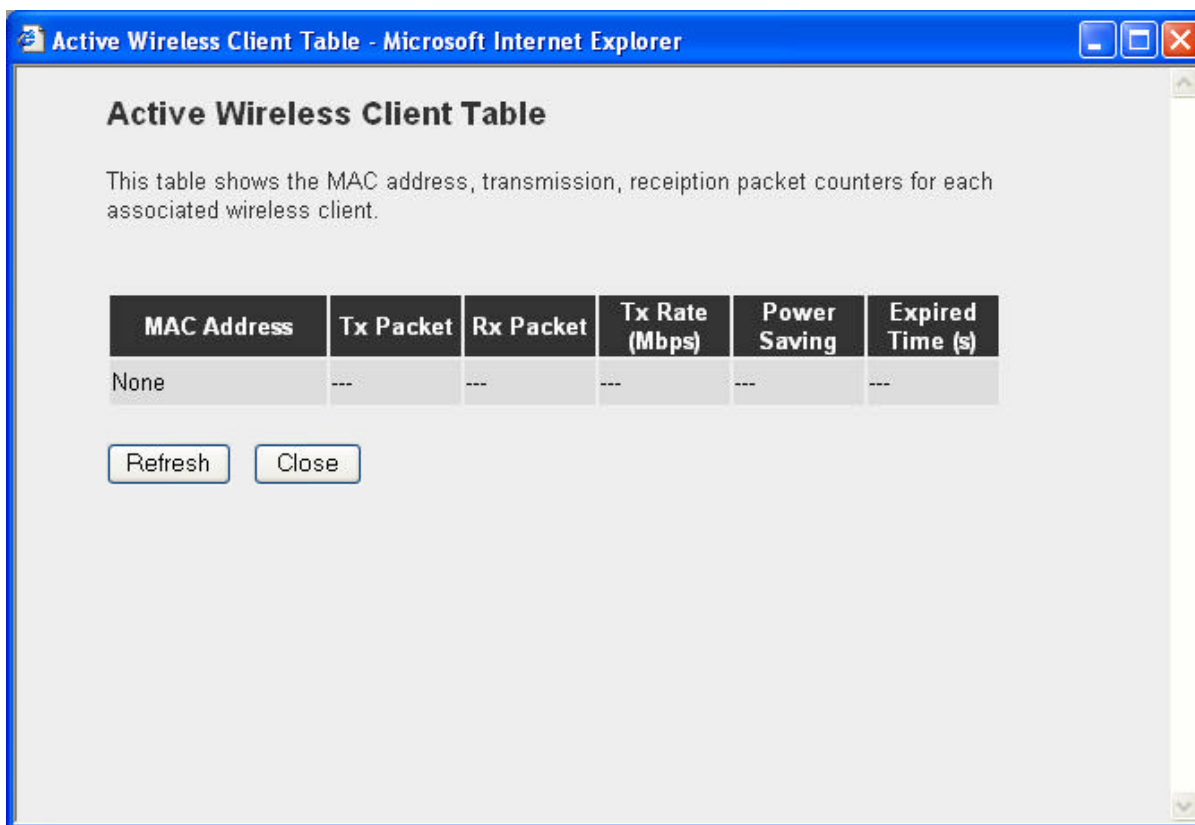 Active Wireless Client Table - Microsoft Internet Explorer
Active Wireless Client Table
This table shows the MAC address, transmission, receiption packet counters for each
associated wireless client.
MAC Address Tx Packet Rx Packet Tx Rate (Mbps) Power Saving Expired Time (s)
None --- --- --- --- ---
Refresh Close